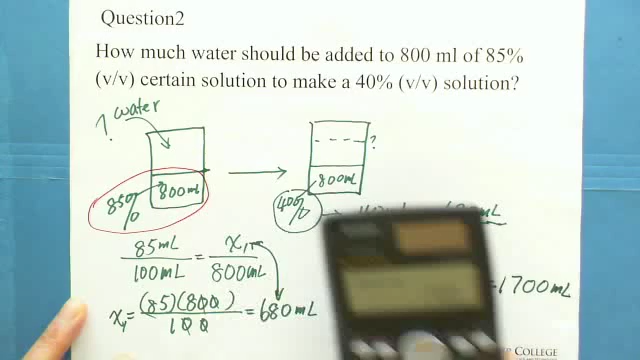 Question2
How much water should be added to 800 ml of 85%
(v/v) certain solution to make a 40% (v/v) solution?
? water
85%
800mL
?
800mL
40%
85mL / 100mL = x₁ / 800mL
x₁ = (85)(800) / 100 = 680mL
= 1700mL
COLLEGE